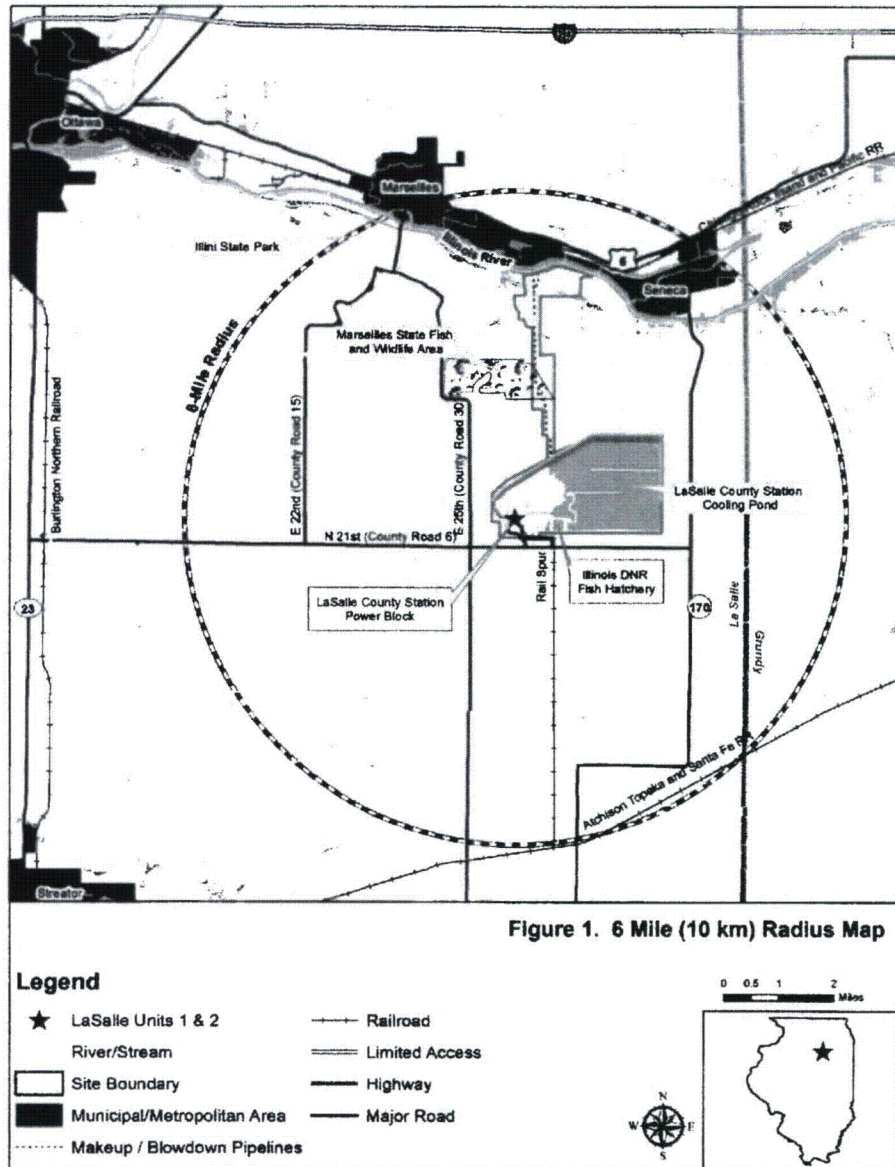 80
Ottawa
Marseilles
Island and Pacific RR
Illini State Park
Illinois River
6
Seneca
Marseilles State Fish
and Wildlife Area
6-Mile Radius
Burlington Northern Railroad
E 22nd (County Road 15)
E 25th (County Road 30)
LaSalle County Station
Cooling Pond
N 21st (County Road 6)
Rail Spur
Illinois DNR
Fish Hatchery
LaSalle County Station
Power Block
23
170
La Salle
Grundy
Atchison Topeka and Santa Fe RR
Streator
Figure 1. 6 Mile (10 km) Radius Map
Legend
LaSalle Units 1 & 2
River/Stream
Site Boundary
Municipal/Metropolitan Area
Makeup / Blowdown Pipelines
Railroad
Limited Access
Highway
Major Road
0 0.5 1 2
Miles
N
W E
S